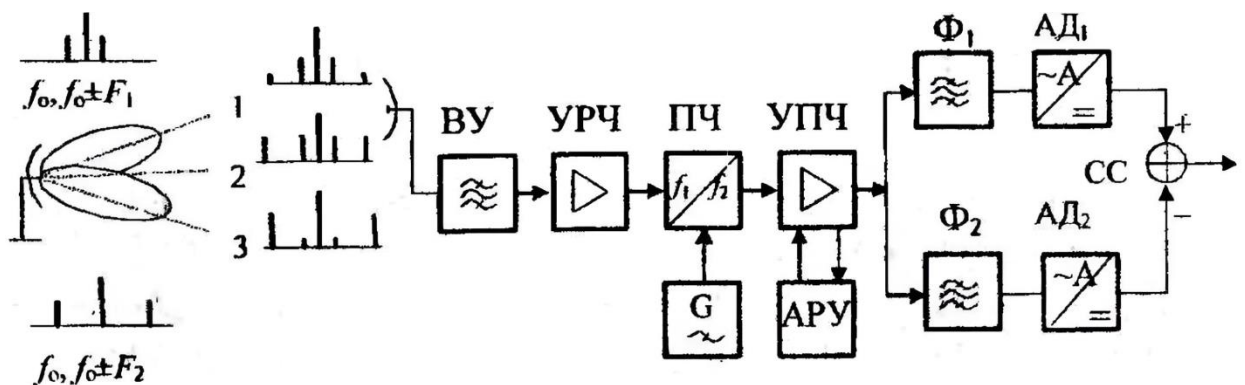 f₀, f₀±F₁
1
2
3
f₀, f₀±F₂
ВУ
УРЧ
ПЧ
f₁ f₂
G
~
УПЧ
АРУ
Ф₁
АД₁
~A
=
+
СС
−
Ф₂
АД₂
~A
=